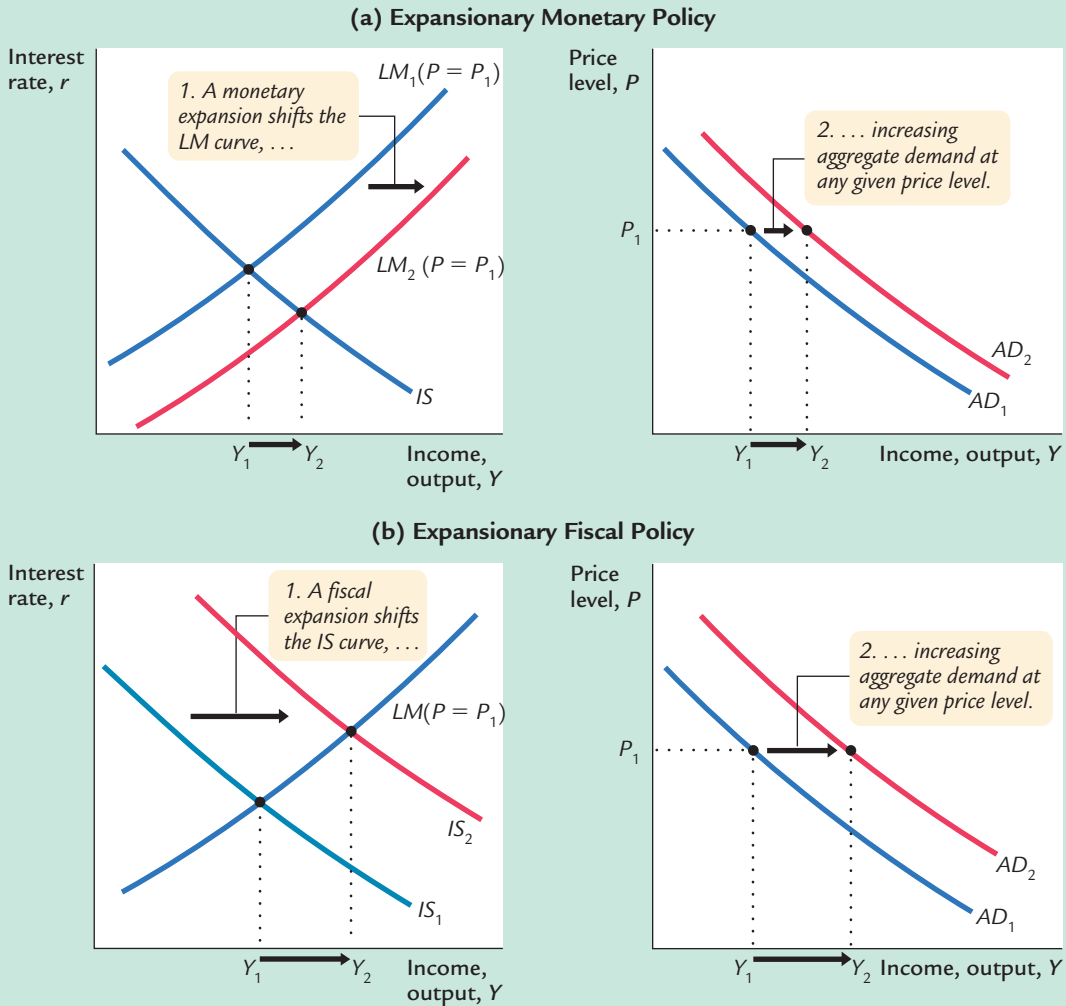 (a) Expansionary Monetary Policy
Interest
rate, r
LM₁(P = P₁)
1. A monetary
expansion shifts the
LM curve, . . .
LM₂ (P = P₁)
IS
Y₁
Y₂
Income,
output, Y
Price
level, P
2. . . . increasing
aggregate demand at
any given price level.
P₁
AD₂
AD₁
Y₁
Y₂
Income, output, Y
(b) Expansionary Fiscal Policy
Interest
rate, r
1. A fiscal
expansion shifts
the IS curve, . . .
LM(P = P₁)
IS₂
IS₁
Y₁
Y₂
Income,
output, Y
Price
level, P
2. . . . increasing
aggregate demand at
any given price level.
P₁
AD₂
AD₁
Y₁
Y₂
Income, output, Y